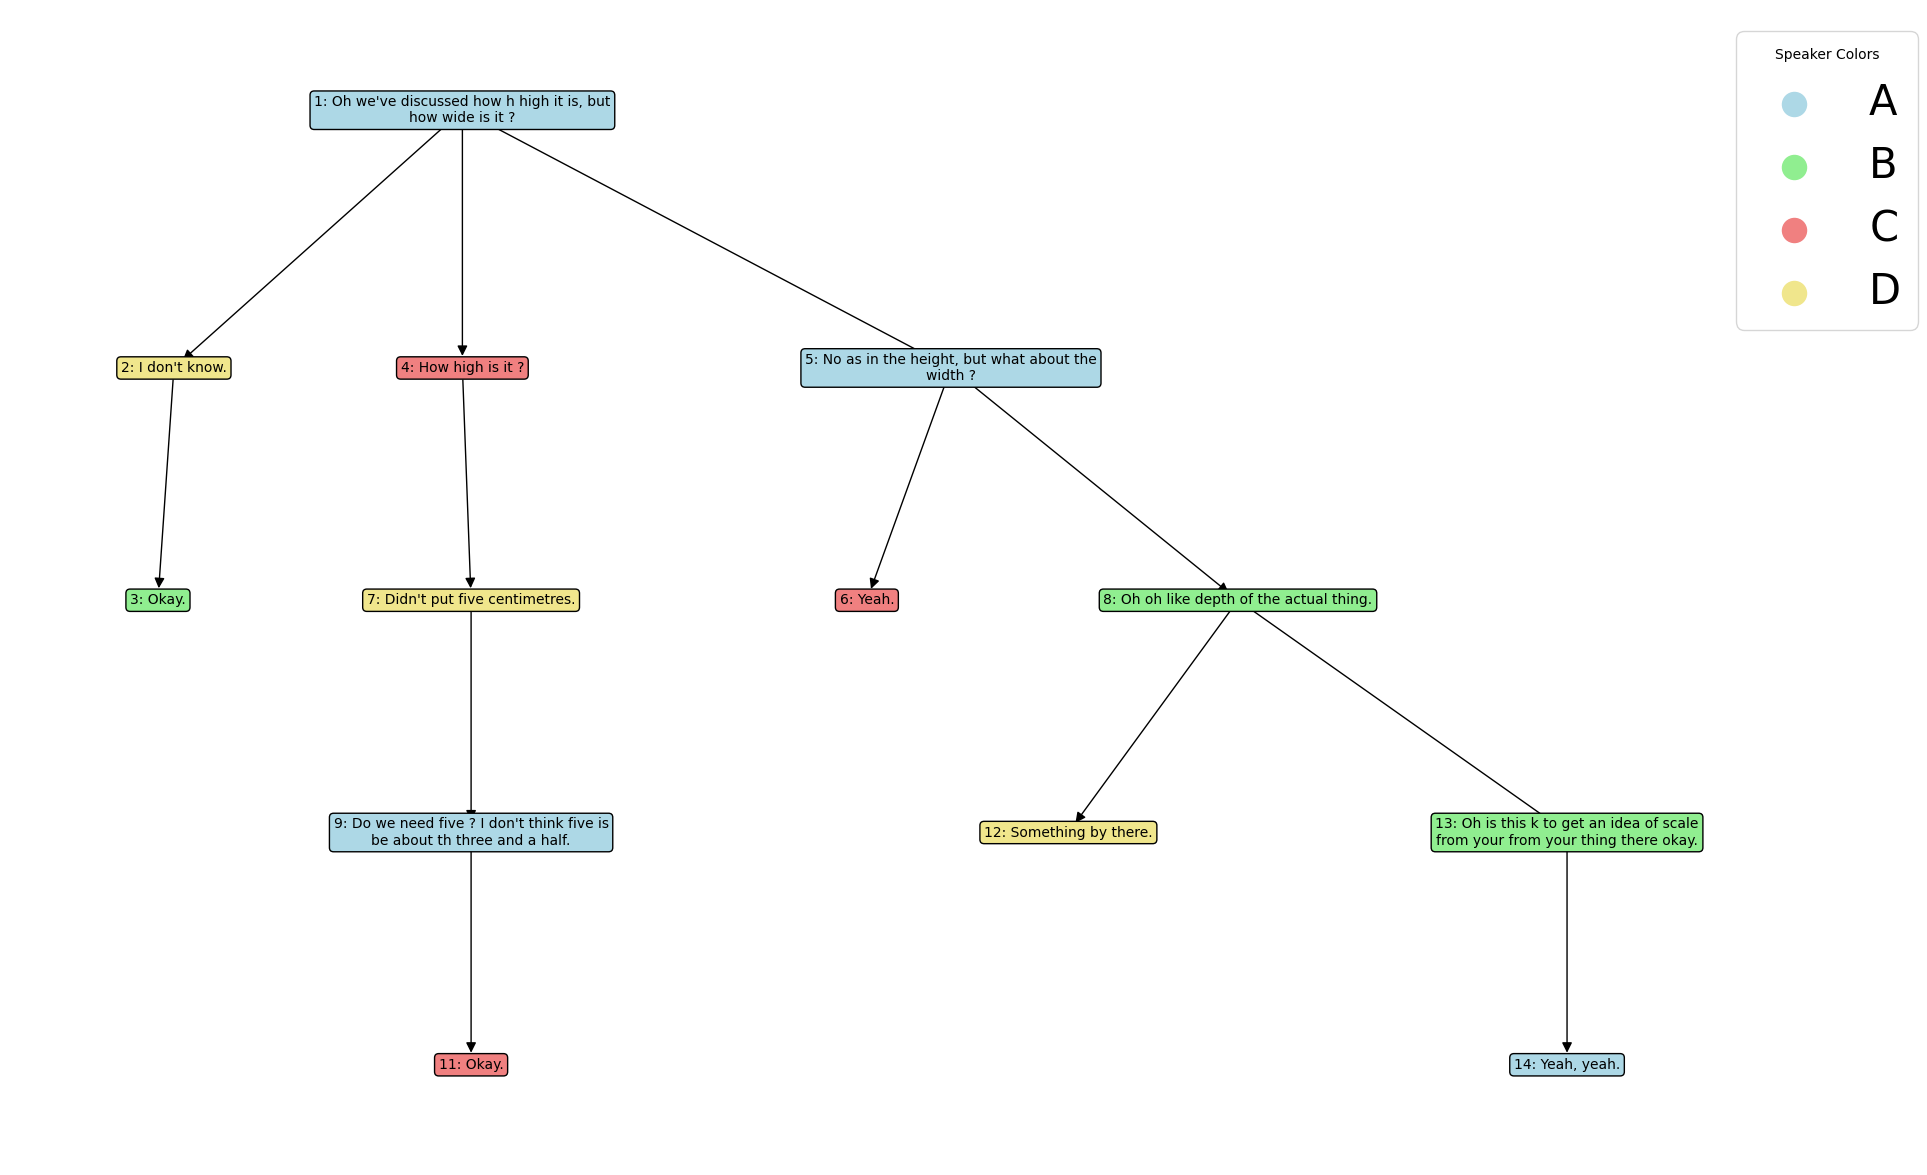 Speaker Colors
A
B
C
D
1: Oh we've discussed how h high it is, but
how wide is it ?
2: I don't know.
4: How high is it ?
5: No as in the height, but what about the
width ?
3: Okay.
7: Didn't put five centimetres.
6: Yeah.
8: Oh oh like depth of the actual thing.
9: Do we need five ? I don't think five is
be about th three and a half.
12: Something by there.
13: Oh is this k to get an idea of scale
from your from your thing there okay.
11: Okay.
14: Yeah, yeah.